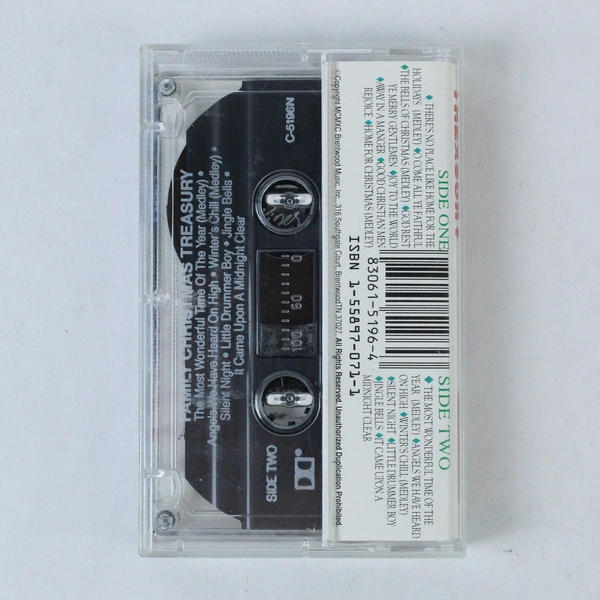 TREASURY
SIDE ONE
◆ THERE'S NO PLACE LIKE HOME FOR THE
HOLIDAYS (MEDLEY) ◆ O COME ALL YE FAITHFUL
◆ THE BELLS OF CHRISTMAS (MEDLEY) ◆ GOD REST
YE MERRY GENTLEMEN ◆ JOY TO THE WORLD
◆ AWAY IN A MANGER ◆ GOOD CHRISTIAN MEN
REJOICE ◆ HOME FOR CHRISTMAS (MEDLEY)
83061-5196-4
ISBN 1-55897-071-1
SIDE TWO
◆ THE MOST WONDERFUL TIME OF THE
YEAR (MEDLEY) ◆ ANGELS WE HAVE HEARD
ON HIGH ◆ WINTER'S CHILL (MEDLEY)
◆ SILENT NIGHT ◆ LITTLE DRUMMER BOY
◆ JINGLE BELLS ◆ IT CAME UPON A
MIDNIGHT CLEAR
©Copyright MCMXC Brentwood Music, Inc., 316 Southgate Court, Brentwood TN 37027. All Rights Reserved. Unauthorized Duplication Prohibited.
C-5196N
100 50 0
SIDE TWO
FAMILY CHRISTMAS TREASURY
The Most Wonderful Time Of The Year (Medley) •
Angels We Have Heard On High • Winter's Chill (Medley) •
Silent Night • Little Drummer Boy • Jingle Bells •
It Came Upon A Midnight Clear